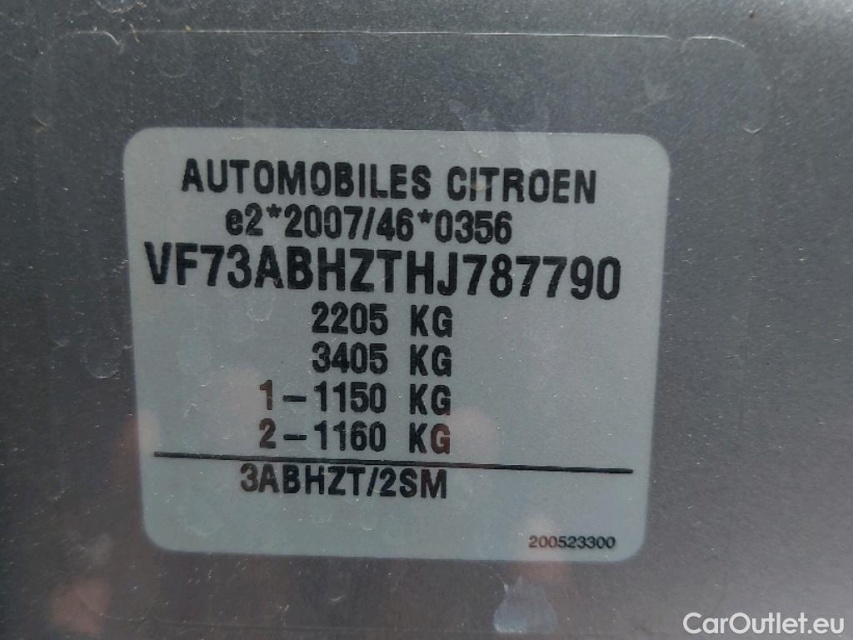 AUTOMOBILES CITROEN
e2*2007/46*0356
VF73ABHZTHJ787790
2205 KG
3405 KG
1-1150 KG
2-1160 KG
3ABHZT/2SM
200523300
CarOutlet.eu